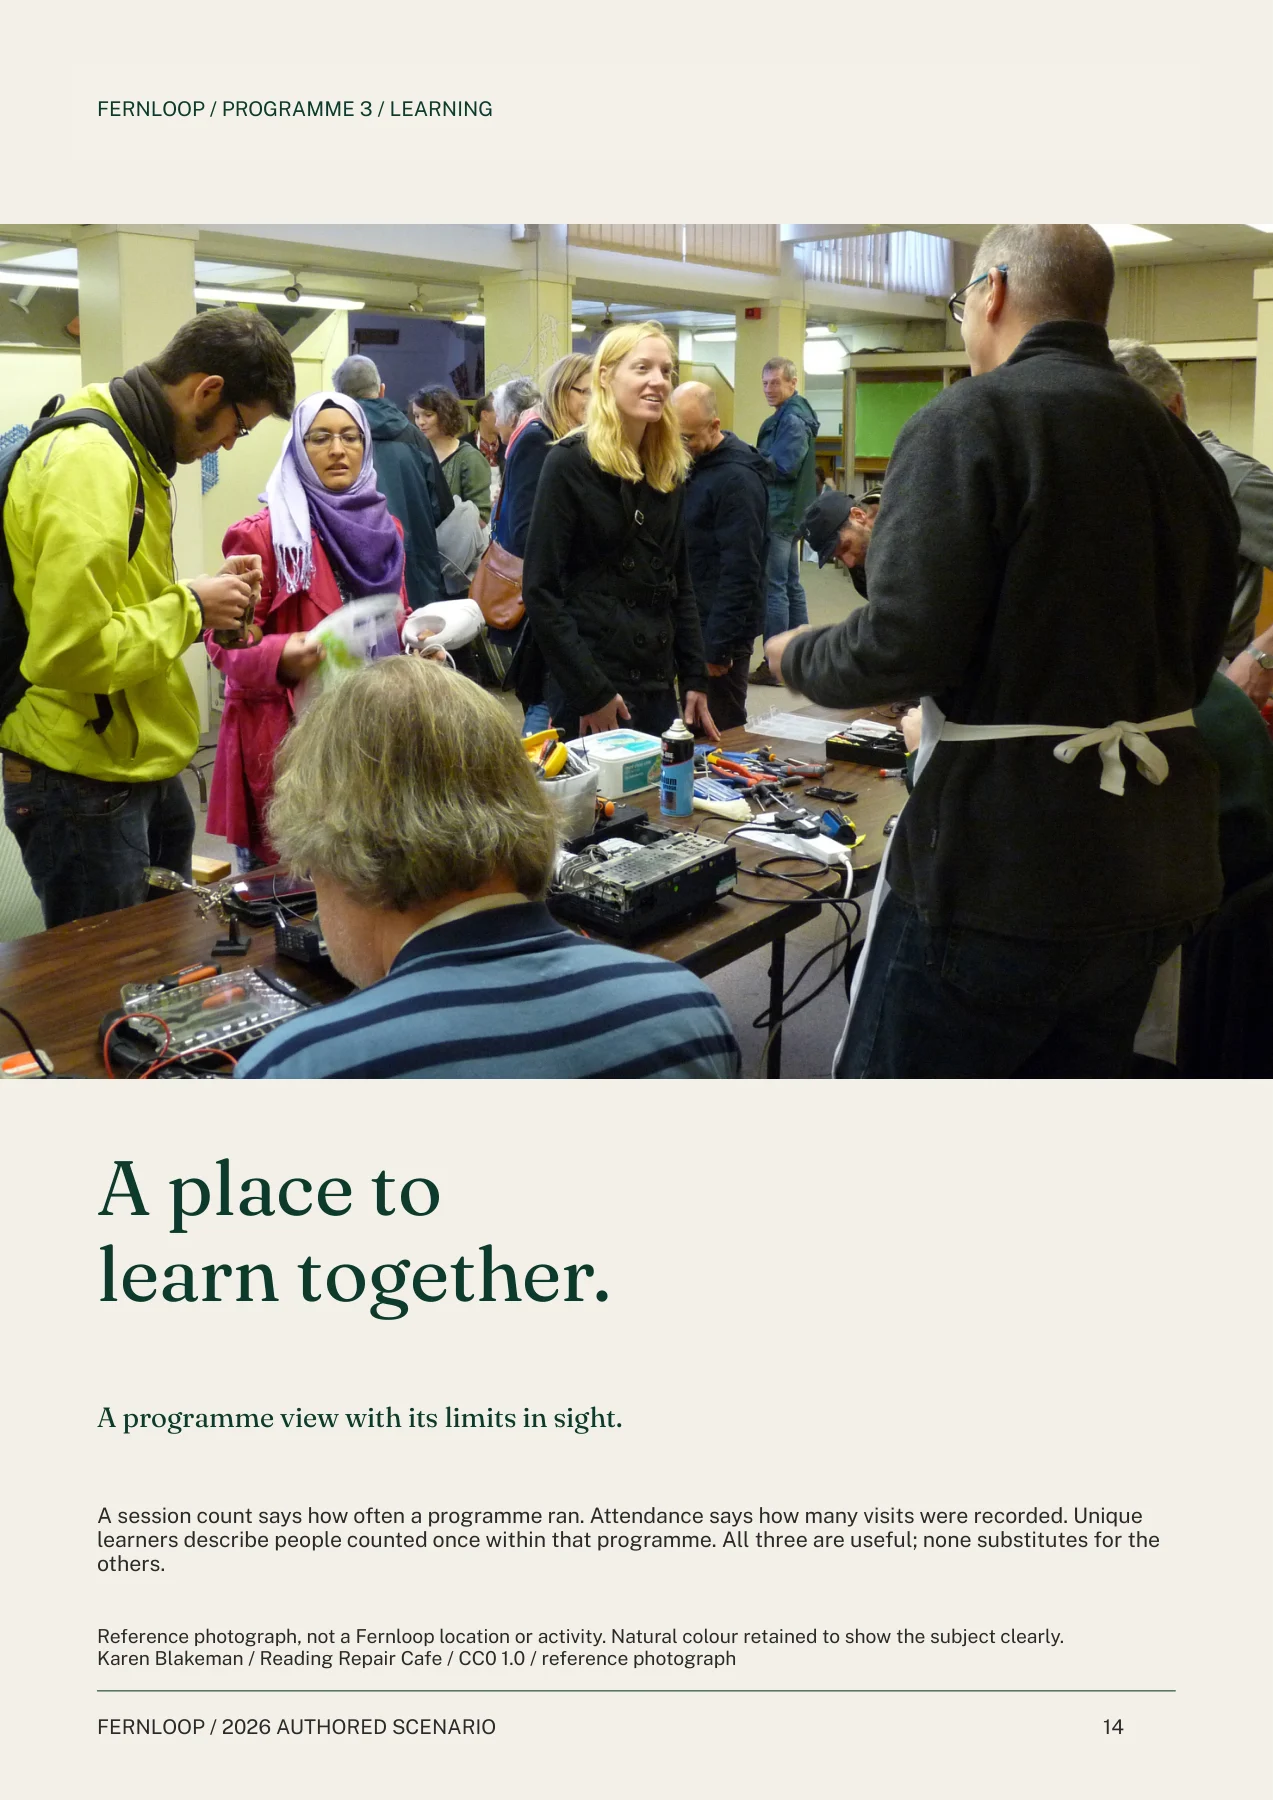 FERNLOOP / PROGRAMME 3 / LEARNING
A place to
learn together.
A programme view with its limits in sight.
A session count says how often a programme ran. Attendance says how many visits were recorded. Unique
learners describe people counted once within that programme. All three are useful; none substitutes for the
others.
Reference photograph, not a Fernloop location or activity. Natural colour retained to show the subject clearly.
Karen Blakeman / Reading Repair Cafe / CC0 1.0 / reference photograph
FERNLOOP / 2026 AUTHORED SCENARIO
14